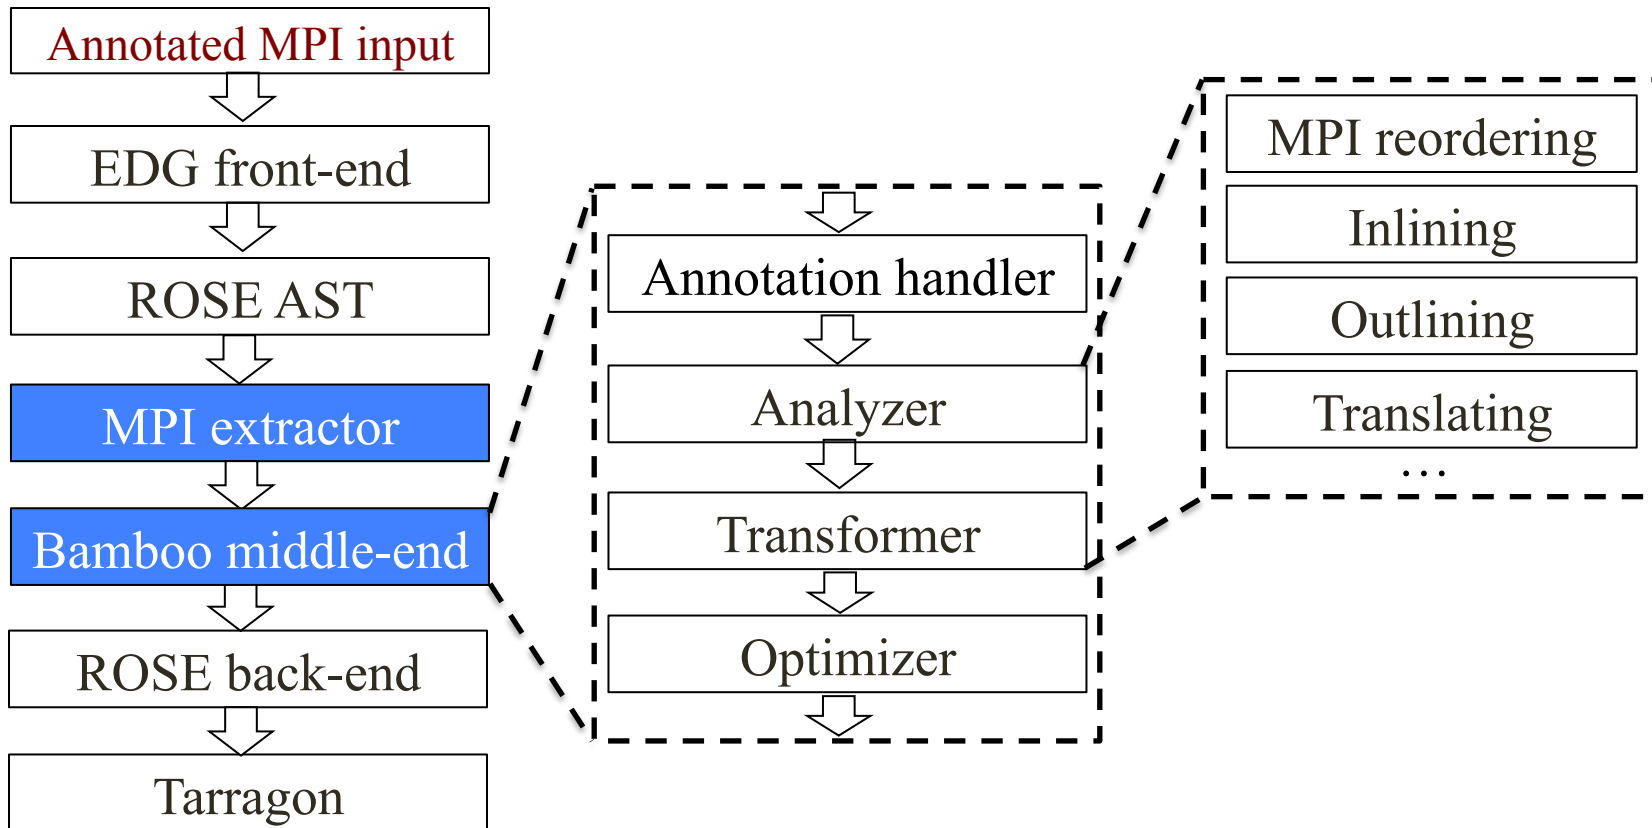 Annotated MPI input
EDG front-end
ROSE AST
MPI extractor
Bamboo middle-end
ROSE back-end
Tarragon
Annotation handler
Analyzer
Transformer
Optimizer
MPI reordering
Inlining
Outlining
Translating
…